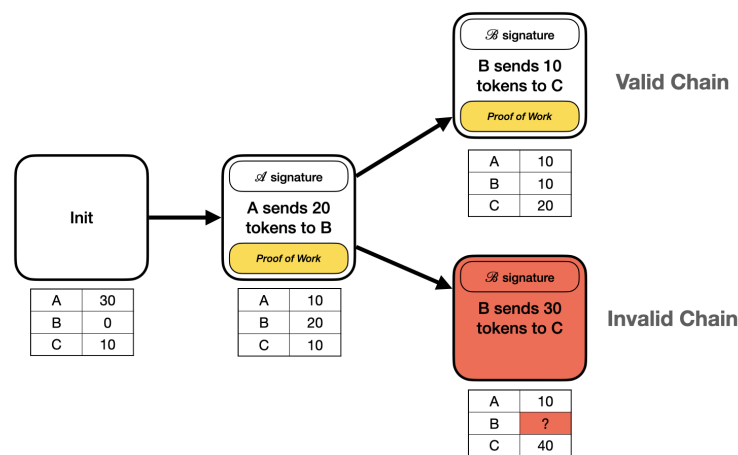 ℬ signature
B sends 10
tokens to C
Proof of Work
Valid Chain
A 10
B 10
C 20
Init
A 30
B 0
C 10
𝒜 signature
A sends 20
tokens to B
Proof of Work
A 10
B 20
C 10
ℬ signature
B sends 30
tokens to C
Invalid Chain
A 10
B ?
C 40